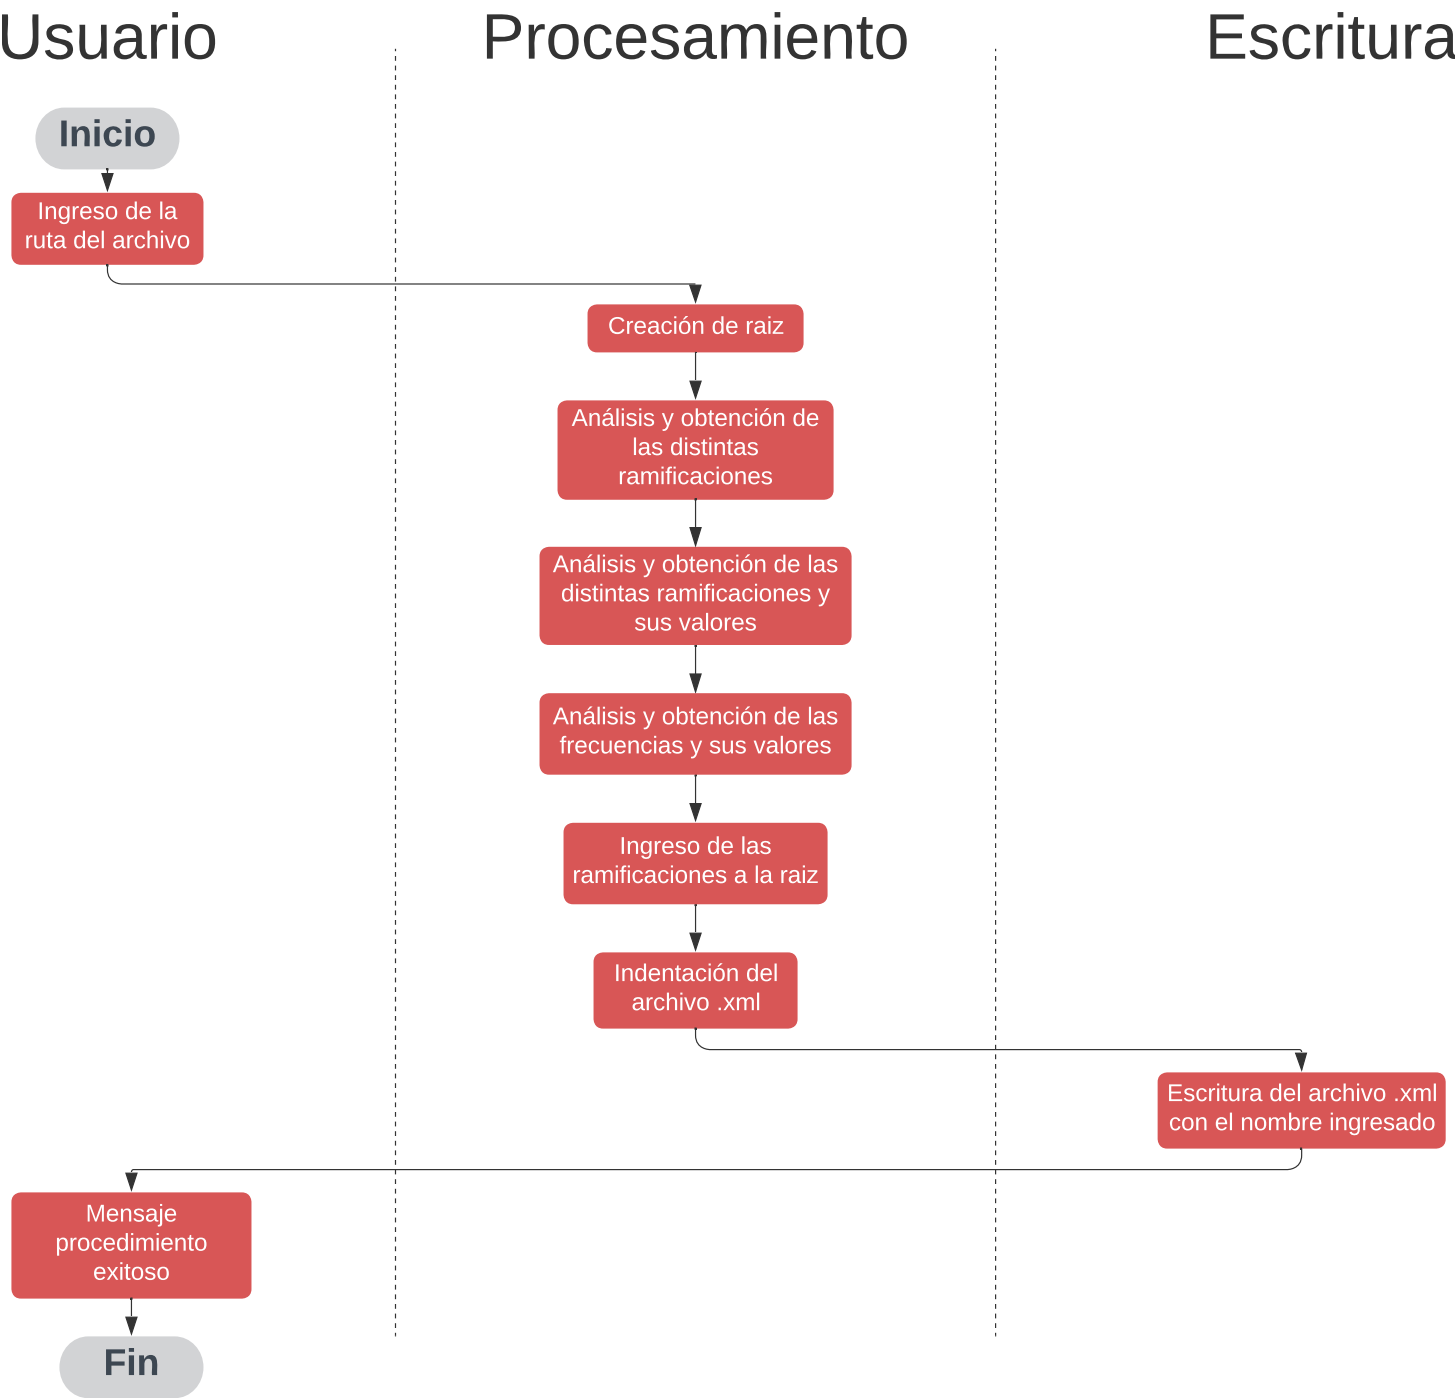 Usuario
Procesamiento
Escritura
Inicio
Ingreso de la
ruta del archivo
Creación de raiz
Análisis y obtención de
las distintas
ramificaciones
Análisis y obtención de las
distintas ramificaciones y
sus valores
Análisis y obtención de las
frecuencias y sus valores
Ingreso de las
ramificaciones a la raiz
Indentación del
archivo .xml
Escritura del archivo .xml
con el nombre ingresado
Mensaje
procedimiento
exitoso
Fin